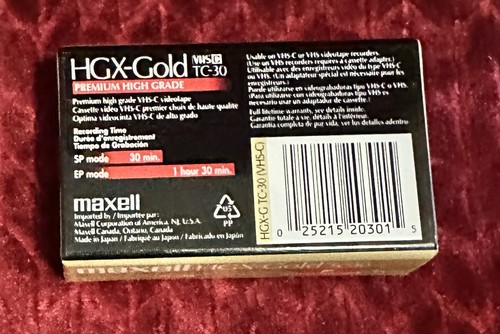 HGX-Gold VHS C TC-30
PREMIUM HIGH GRADE
Premium high grade VHS-C videotape
Cassette vidéo VHS-C premier choix de haute qualité
Optima videocinta VHS-C de alto grado
Recording Time
Durée d'enregistrement
Tiempo de Grabación
SP mode 30 min.
EP mode 1 hour 30 min.
maxell
Imported by / Importée par:
Maxell Corporation of America, NJ, U.S.A.
Maxell Canada, Ontario, Canada
Made in Japan / Fabriqué au Japon / Fabricado en Japón
05
PP
Usable on VHS-C or VHS videotape recorders.
(Use on VHS recorders requires a cassette adapter.)
Utilisable avec des enregistreurs vidéo du type VHS-C
ou VHS. (Un adaptateur spécial est nécessaire pour les
enregistreurs VHS.)
Puede utilizarse en videograbadoras tipo VHS-C o VHS.
(Para utilizarse con videograbadoras tipo VHS es
necesario usar un adaptador de cassette.)
Full lifetime warranty, see details inside.
Garantie totale à vie, détails à l'intérieur.
Garantía completa de por vida, ver los detalles adentro.
HGX-G TC-30 (VHS-C)
0 25215 20301 5
maxell